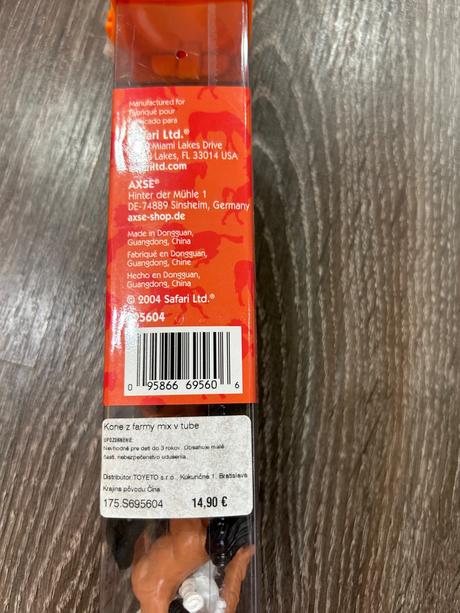 Manufactured for
Fabriqué pour
Fabricado para
Safari Ltd.®
Miami Lakes Drive
Lakes, FL 33014 USA
safariltd.com
AXSE®
Hinter der Mühle 1
DE-74889 Sinsheim, Germany
axse-shop.de
Made in Dongguan,
Guangdong, China
Fabriqué en Dongguan,
Guangdong, Chine
Hecho en Dongguan,
Guangdong, China
© 2004 Safari Ltd.®
695604
0 95866 69560 6
Kone z farmy mix v tube
UPOZORNENIE:
Nevhodné pre deti do 3 rokov. Obsahuje malé
časti, nebezpečenstvo udusenia.
Distribútor:TOYETO s.r.o., Kukuričná 1, Bratislava
Krajina pôvodu:Čína
175.S695604 14,90 €